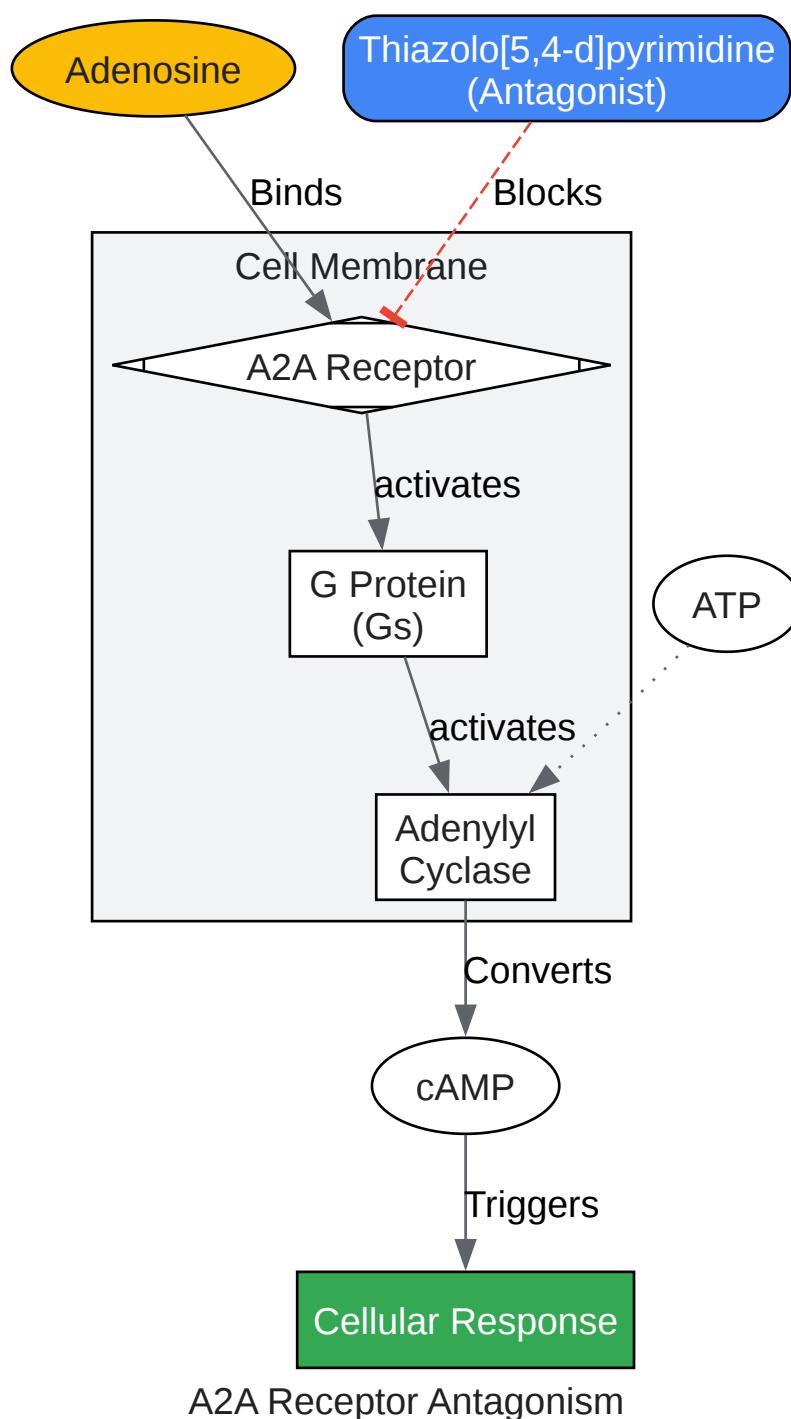 Adenosine
Thiazolo[5,4-d]pyrimidine
(Antagonist)
Binds
Blocks
Cell Membrane
A2A Receptor
activates
G Protein
(Gs)
ATP
activates
Adenylyl
Cyclase
Converts
cAMP
Triggers
Cellular Response
A2A Receptor Antagonism